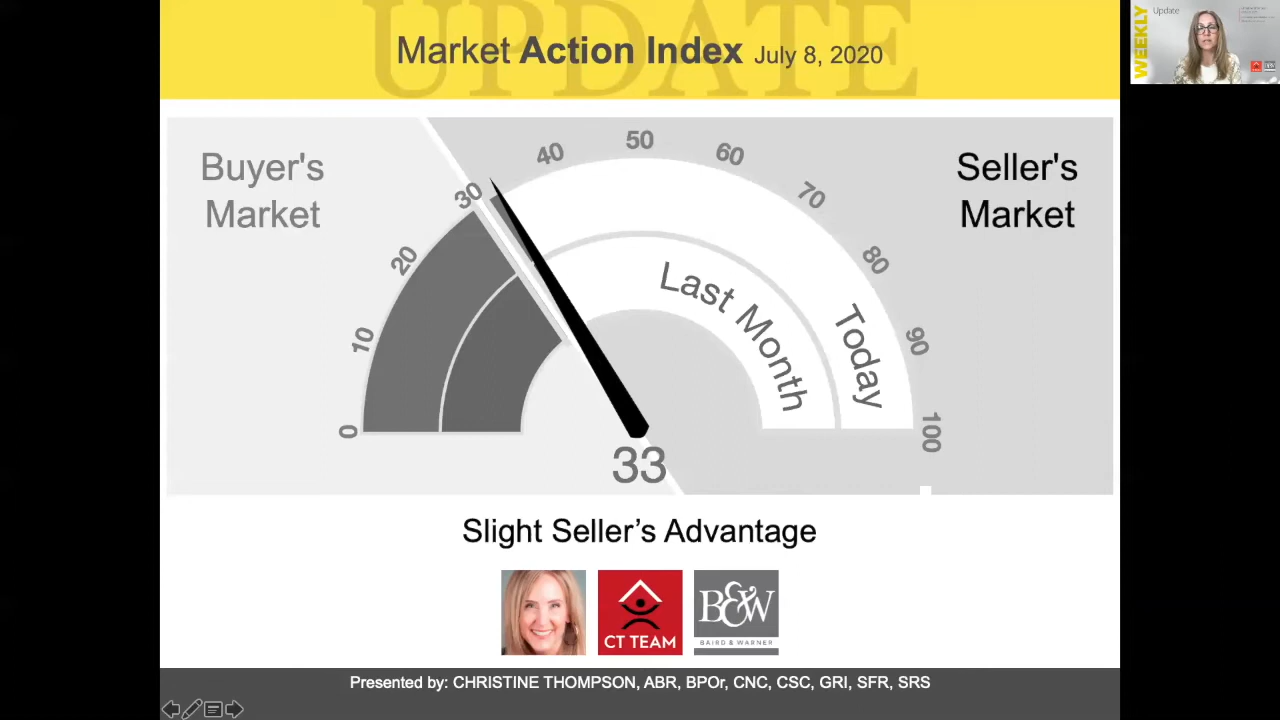 UPDATE
Market Action Index July 8, 2020
WEEKLY
Update
Buyer's
Market
Seller's
Market
0
10
20
30
40
50
60
70
80
90
100
Last Month
Today
33
Slight Seller’s Advantage
CT TEAM
B&W
BAIRD & WARNER
Presented by: CHRISTINE THOMPSON, ABR, BPOr, CNC, CSC, GRI, SFR, SRS